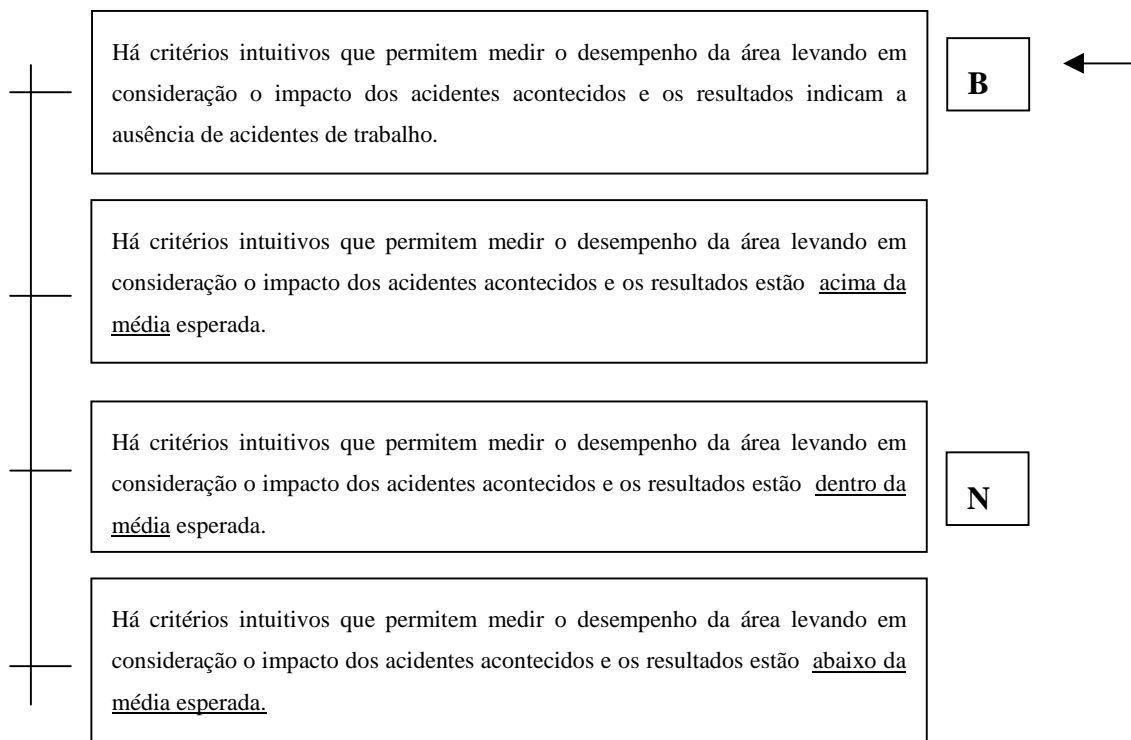 Há critérios intuitivos que permitem medir o desempenho da área levando em
consideração o impacto dos acidentes acontecidos e os resultados indicam a
ausência de acidentes de trabalho.
B
Há critérios intuitivos que permitem medir o desempenho da área levando em
consideração o impacto dos acidentes acontecidos e os resultados estão acima da
média esperada.
Há critérios intuitivos que permitem medir o desempenho da área levando em
consideração o impacto dos acidentes acontecidos e os resultados estão dentro da
média esperada.
N
Há critérios intuitivos que permitem medir o desempenho da área levando em
consideração o impacto dos acidentes acontecidos e os resultados estão abaixo da
média esperada.